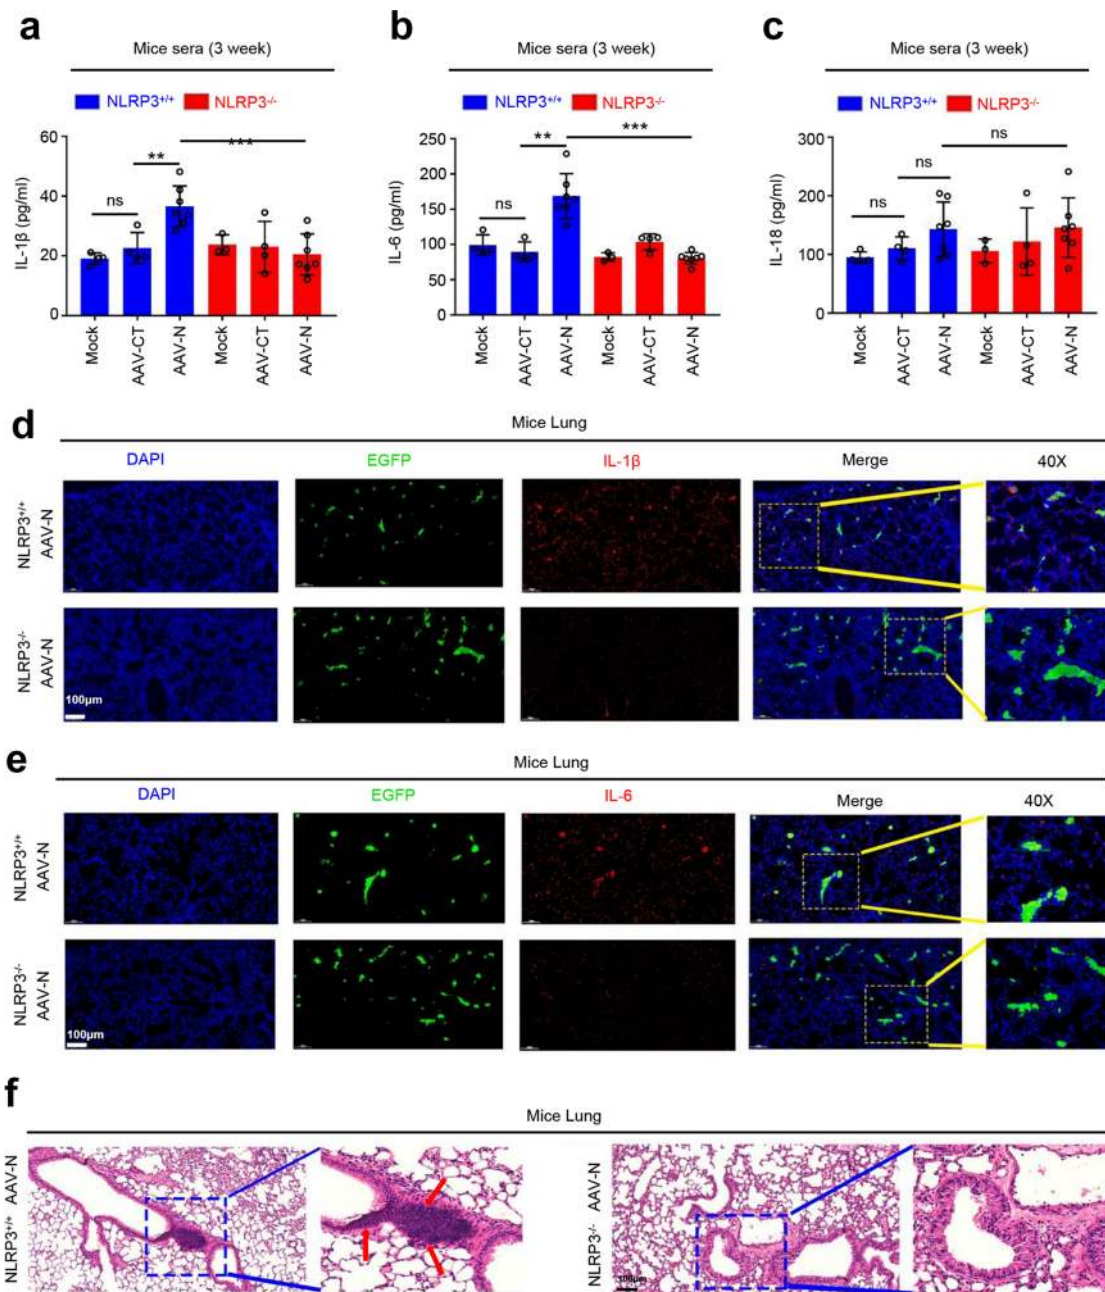 a
Mice sera (3 week)
NLRP3+/+ NLRP3-/-
IL-1β (pg/ml)
60
40
20
0
ns
**
***
Mock
AAV-CT
AAV-N
Mock
AAV-CT
AAV-N
b
Mice sera (3 week)
NLRP3+/+ NLRP3-/-
IL-6 (pg/ml)
250
200
150
100
50
0
ns
**
***
Mock
AAV-CT
AAV-N
Mock
AAV-CT
AAV-N
c
Mice sera (3 week)
NLRP3+/+ NLRP3-/-
IL-18 (pg/ml)
300
200
100
0
ns
ns
ns
Mock
AAV-CT
AAV-N
Mock
AAV-CT
AAV-N
d
Mice Lung
DAPI EGFP IL-1β Merge 40X
NLRP3+/+
AAV-N
NLRP3-/-
AAV-N
100μm
e
Mice Lung
DAPI EGFP IL-6 Merge 40X
NLRP3+/+
AAV-N
NLRP3-/-
AAV-N
100μm
f
Mice Lung
NLRP3+/+ AAV-N
NLRP3-/- AAV-N
100μm